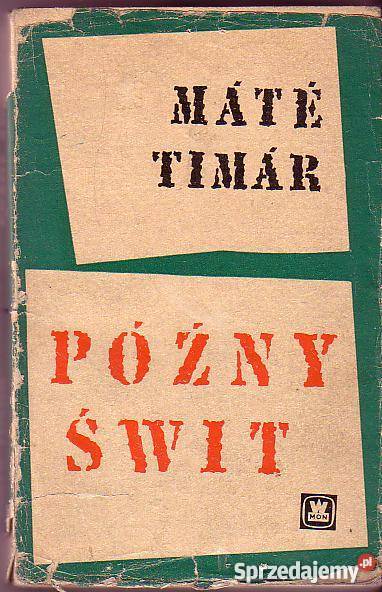 MÁTÉ
TIMÁR
PÓŹNY
ŚWIT
W
MON
Sprzedajemy.pl